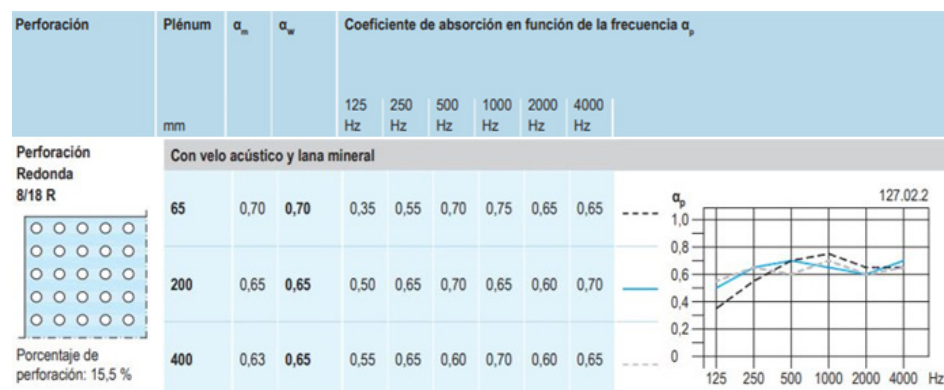 Perforación Plénum αm αw Coeficiente de absorción en función de la frecuencia αp
125 250 500 1000 2000 4000
mm Hz Hz Hz Hz Hz Hz
Perforación
Redonda
8/18 R
Con velo acústico y lana mineral
65 0,70 0,70 0,35 0,55 0,70 0,75 0,65 0,65
200 0,65 0,65 0,50 0,65 0,70 0,65 0,60 0,70
400 0,63 0,65 0,55 0,65 0,60 0,70 0,60 0,65
Porcentaje de
perforación: 15,5 %
αp 127.02.2
1,0
0,8
0,6
0,4
0,2
0
125 250 500 1000 2000 4000 Hz